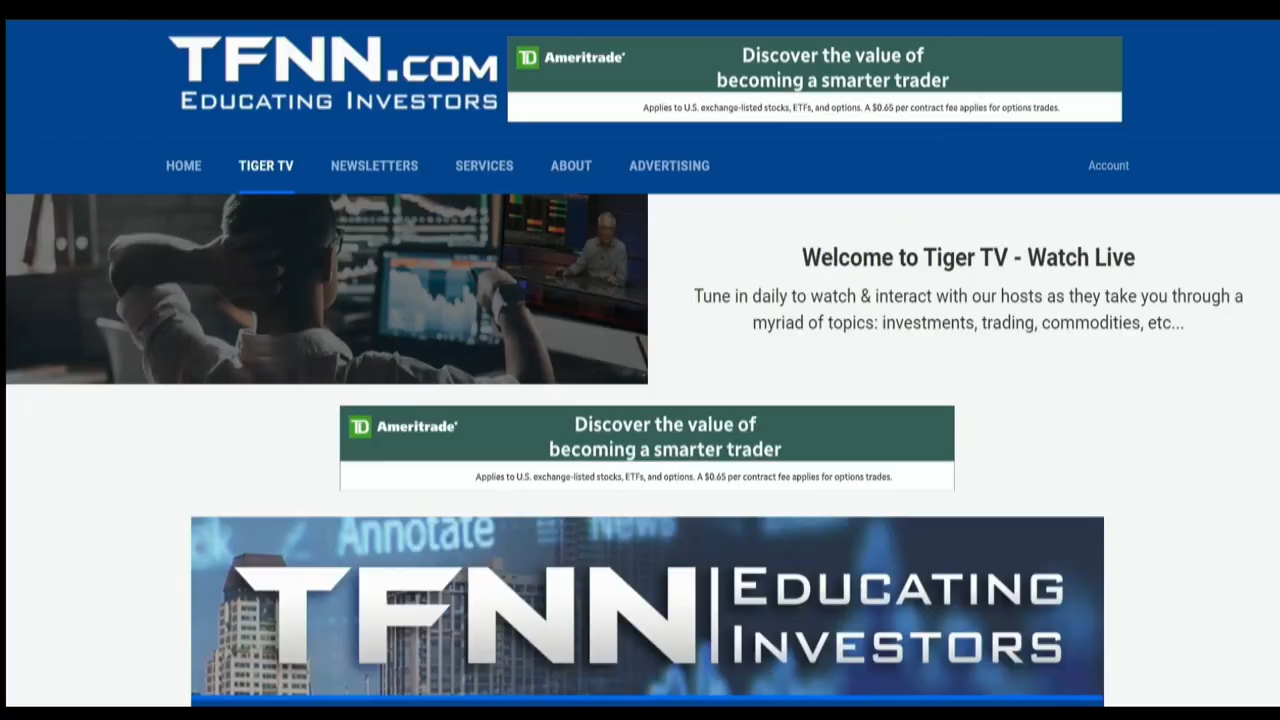 TFNN.COM
EDUCATING INVESTORS
TD Ameritrade
Discover the value of
becoming a smarter trader
Applies to U.S. exchange-listed stocks, ETFs, and options. A $0.65 per contract fee applies for options trades.
HOME
TIGER TV
NEWSLETTERS
SERVICES
ABOUT
ADVERTISING
Account
Welcome to Tiger TV - Watch Live
Tune in daily to watch & interact with our hosts as they take you through a
myriad of topics: investments, trading, commodities, etc...
TD Ameritrade
Discover the value of
becoming a smarter trader
Applies to U.S. exchange-listed stocks, ETFs, and options. A $0.65 per contract fee applies for options trades.
Annotate News
TFNN
EDUCATING
INVESTORS